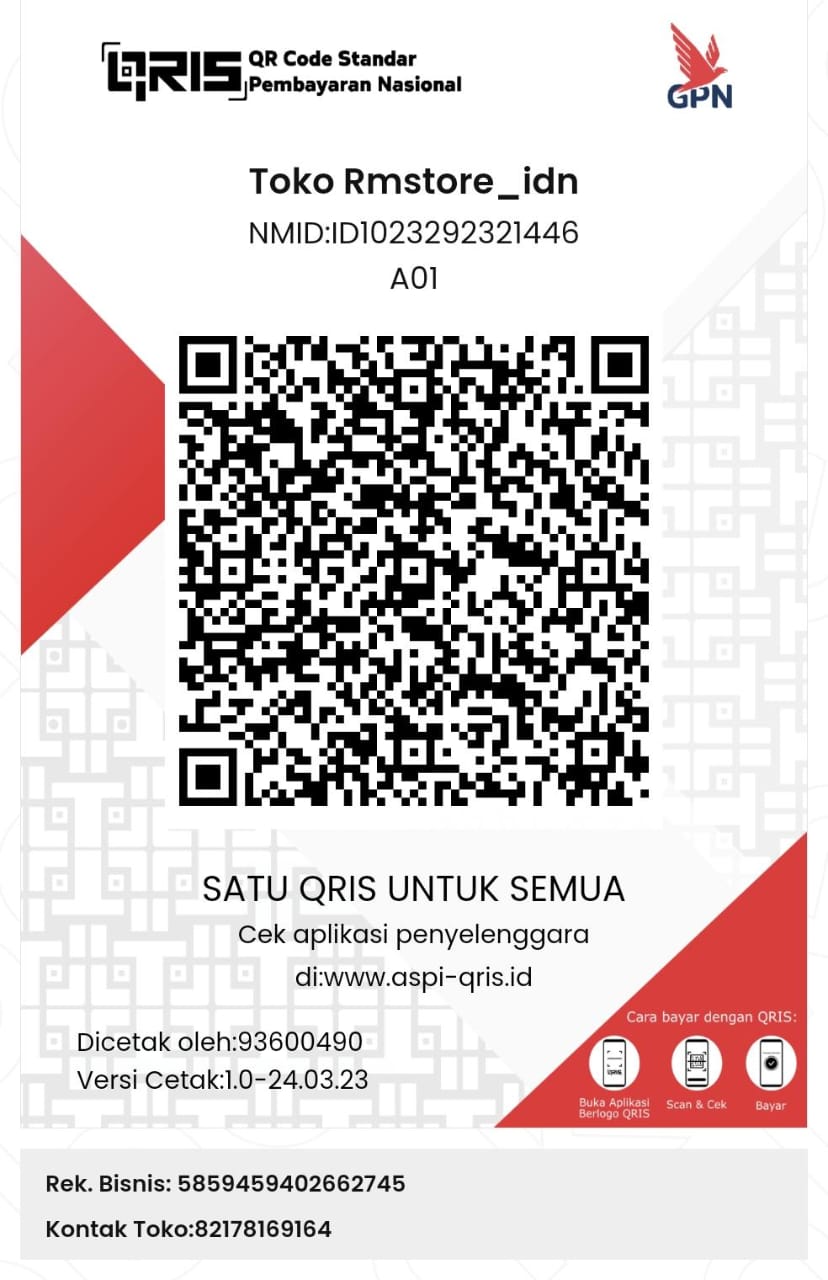 QRIS QR Code Standar
Pembayaran Nasional
GPN
Toko Rmstore_idn
NMID:ID1023292321446
A01
SATU QRIS UNTUK SEMUA
Cek aplikasi penyelenggara
di:www.aspi-qris.id
Dicetak oleh:93600490
Versi Cetak:1.0-24.03.23
Cara bayar dengan QRIS:
QRIS
Buka Aplikasi
Berlogo QRIS
Scan & Cek
Bayar
Rek. Bisnis: 5859459402662745
Kontak Toko:82178169164